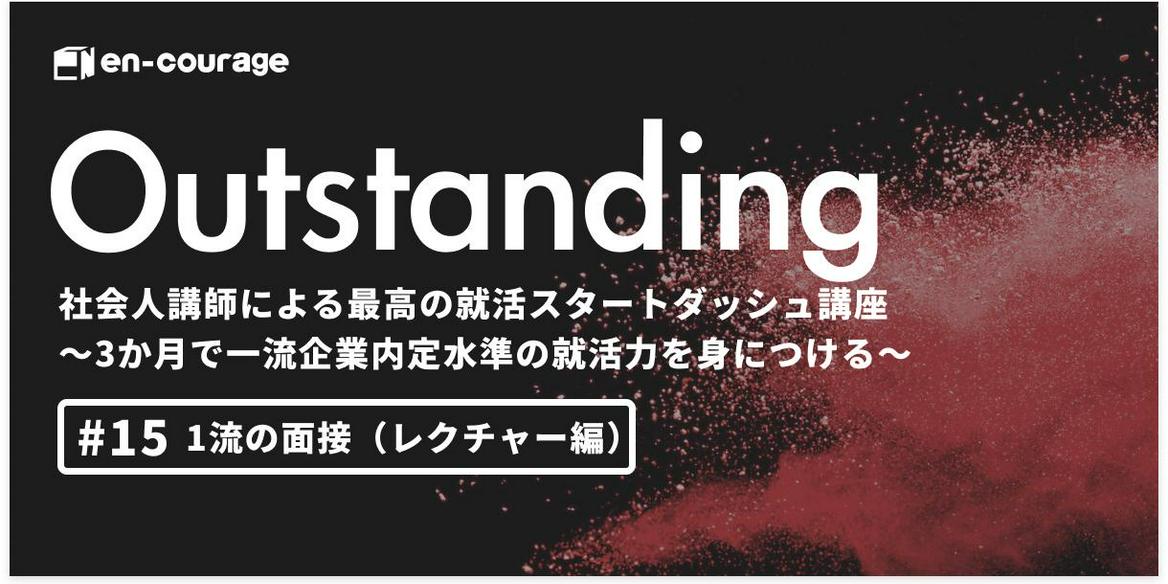 en-courage
Outstanding
社会人講師による最高の就活スタートダッシュ講座
〜3か月で一流企業内定水準の就活力を身につける〜
#15 1流の面接（レクチャー編）